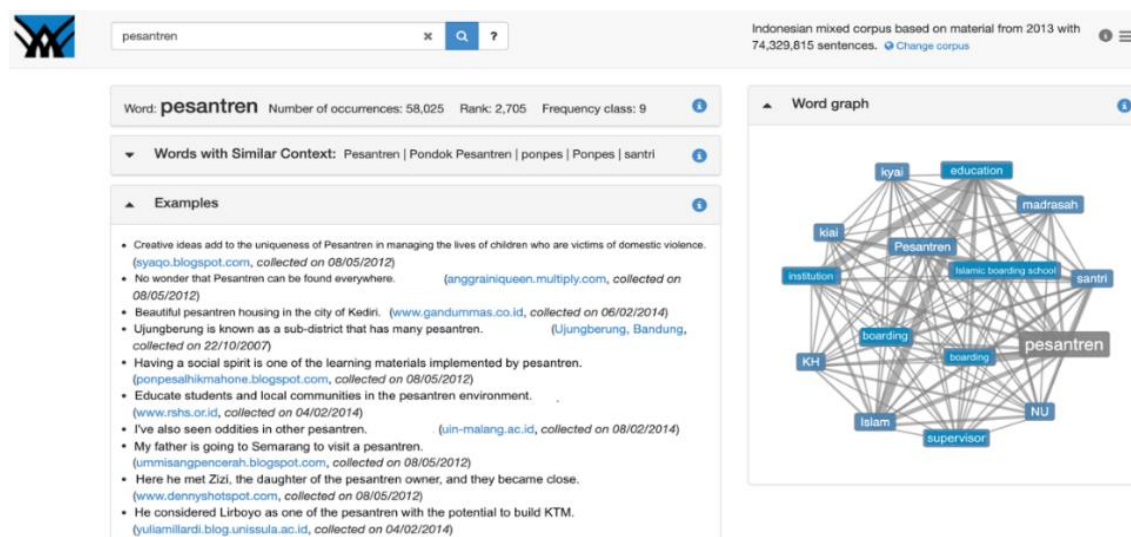 pesantren
×
?
Indonesian mixed corpus based on material from 2013 with
74,329,815 sentences. Change corpus
Word: pesantren Number of occurrences: 58,025 Rank: 2,705 Frequency class: 9
Words with Similar Context: Pesantren | Pondok Pesantren | ponpes | Ponpes | santri
Examples
• Creative ideas add to the uniqueness of Pesantren in managing the lives of children who are victims of domestic violence.
(syaqo.blogspot.com, collected on 08/05/2012)
• No wonder that Pesantren can be found everywhere. (anggrainiqueen.multiply.com, collected on
08/05/2012)
• Beautiful pesantren housing in the city of Kediri. (www.gandummas.co.id, collected on 06/02/2014)
• Ujungberung is known as a sub-district that has many pesantren. (Ujungberung, Bandung,
collected on 22/10/2007)
• Having a social spirit is one of the learning materials implemented by pesantren.
(ponpesalhikmahone.blogspot.com, collected on 08/05/2012)
• Educate students and local communities in the pesantren environment.
(www.rshs.or.id, collected on 04/02/2014)
• I've also seen oddities in other pesantren. (uin-malang.ac.id, collected on 08/02/2014)
• My father is going to Semarang to visit a pesantren.
(ummisangpencerah.blogspot.com, collected on 08/05/2012)
• Here he met Zizi, the daughter of the pesantren owner, and they became close.
(www.dennyshotspot.com, collected on 08/05/2012)
• He considered Lirboyo as one of the pesantren with the potential to build KTM.
(yuliamillardi.blog.unissula.ac.id, collected on 04/02/2014)
Word graph
kyai
education
madrasah
kiai
Pesantren
institution
Islamic boarding school
santri
boarding
pesantren
boarding
KH
NU
Islam
supervisor